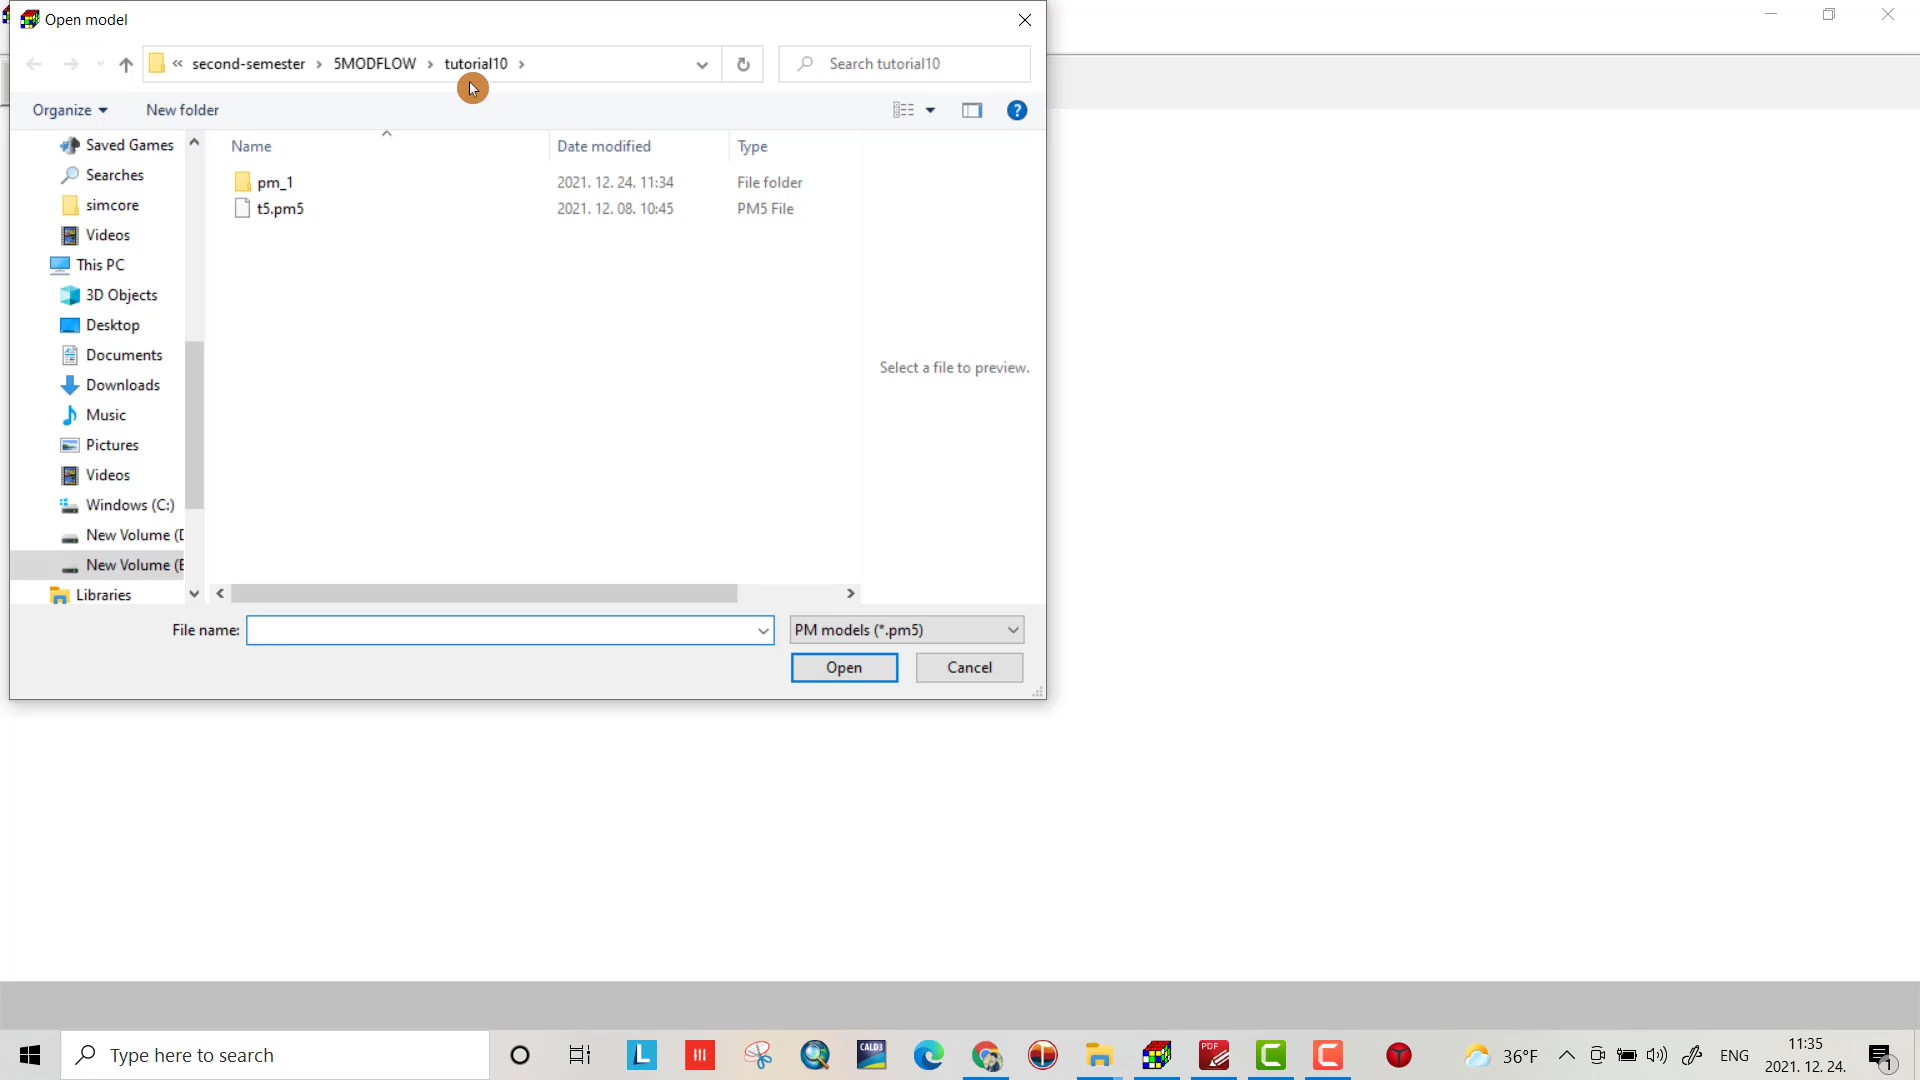 Open model
« second-semester › 5MODFLOW › tutorial10 ›
Search tutorial10
Organize
New folder
Name
Date modified
Type
pm_1
2021. 12. 24. 11:34
File folder
t5.pm5
2021. 12. 08. 10:45
PM5 File
Saved Games
Searches
simcore
Videos
This PC
3D Objects
Desktop
Documents
Downloads
Music
Pictures
Videos
Windows (C:)
New Volume (D
New Volume (E
Libraries
Select a file to preview.
File name:
PM models (*.pm5)
Open
Cancel
Type here to search
L
CALD3
PDF
C
C
36°F
ENG
11:35
2021. 12. 24.
1